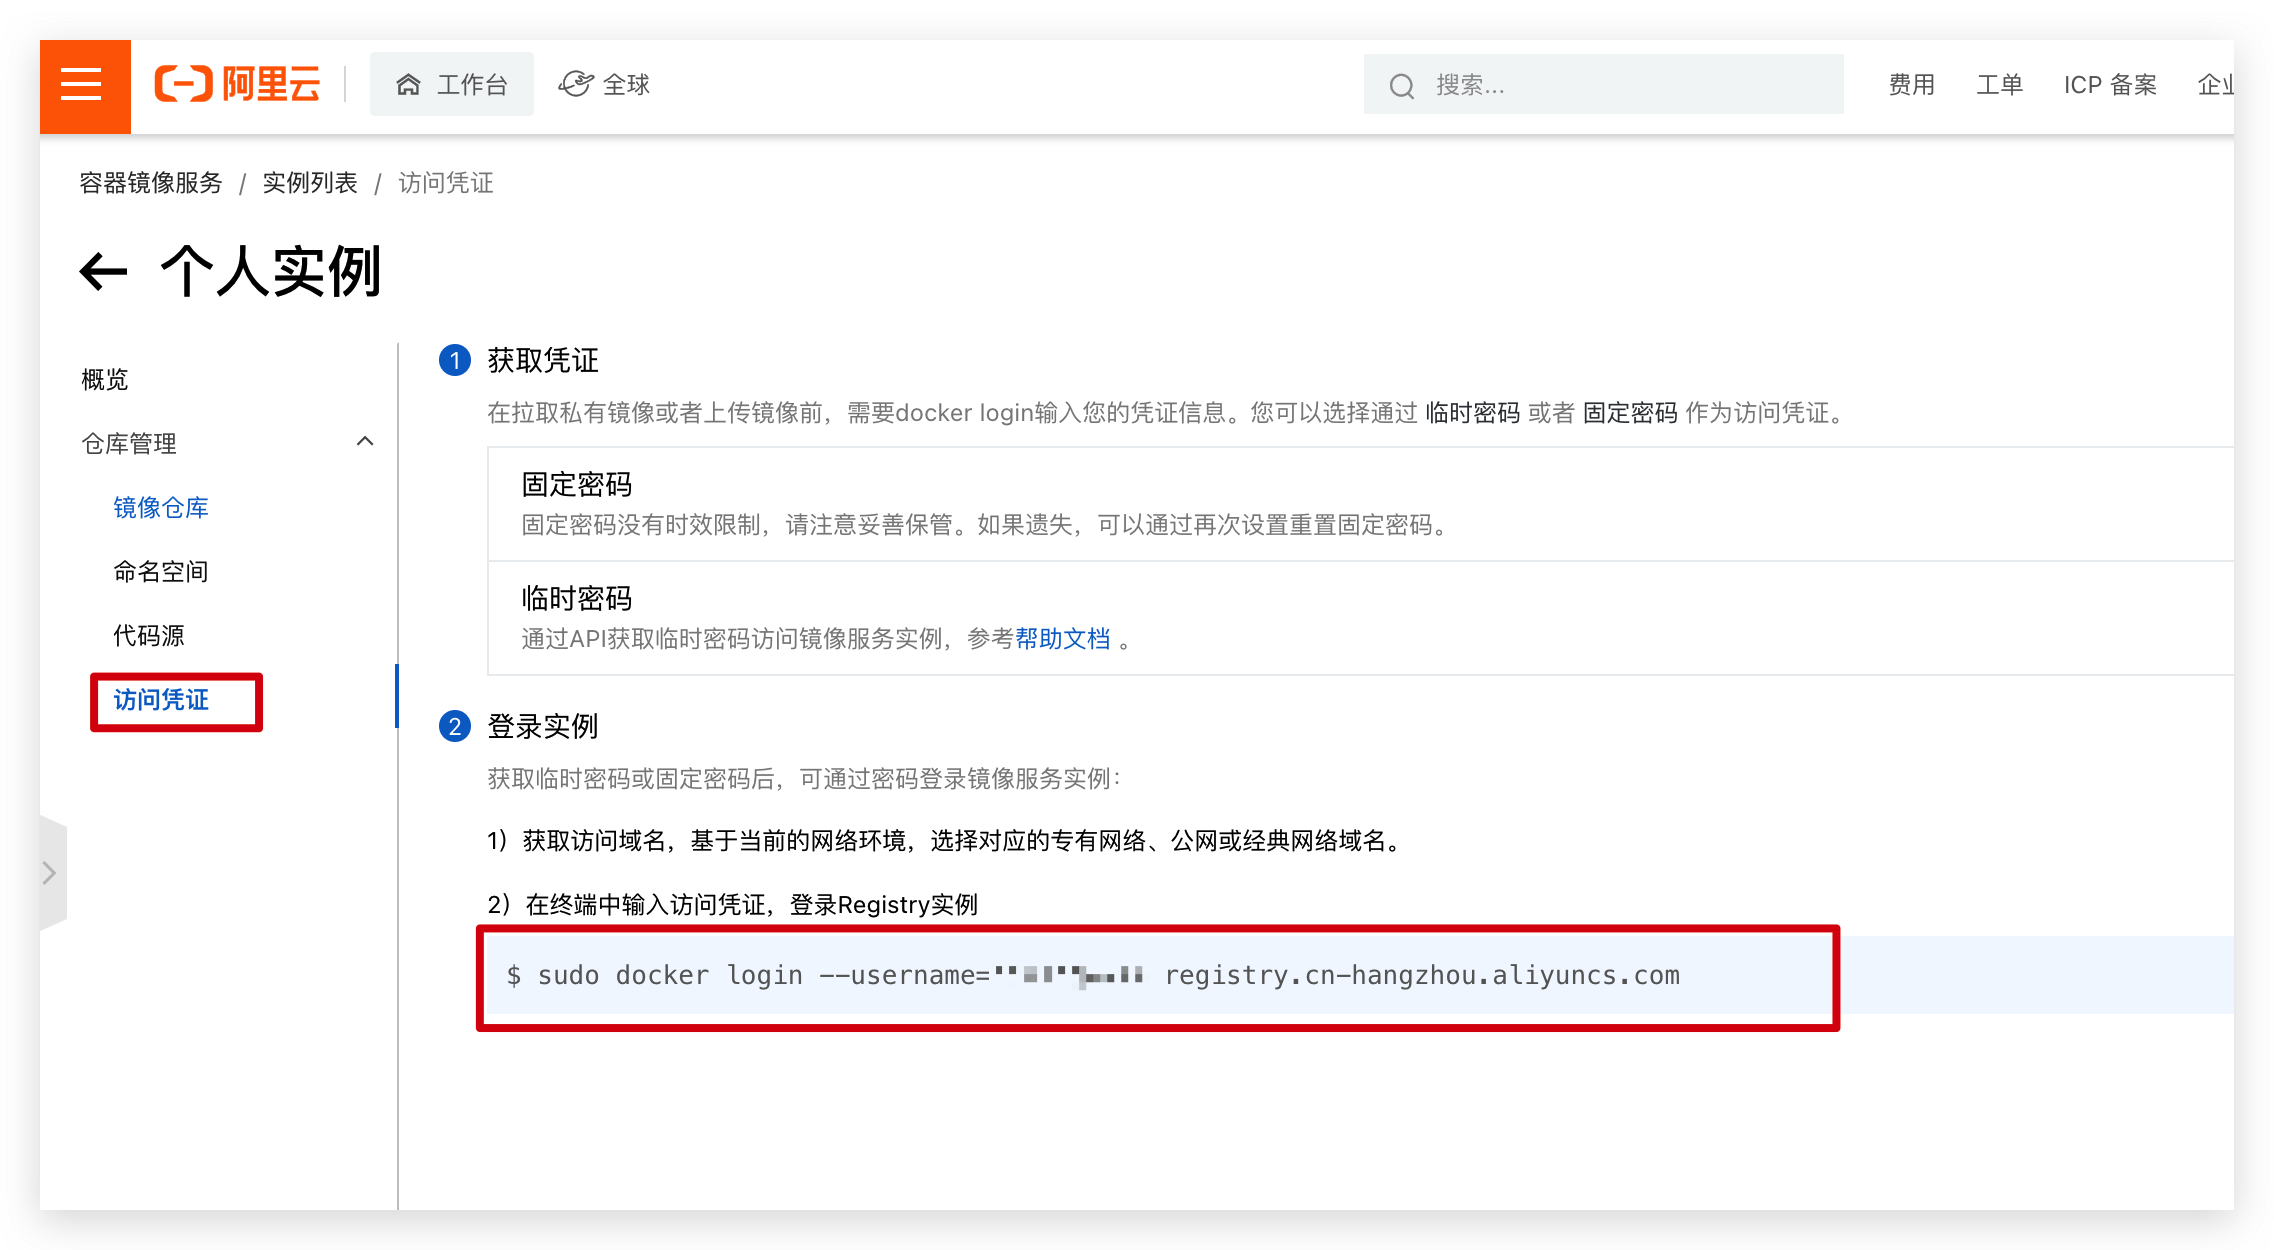 阿里云
工作台
全球
搜索...
费用
工单
ICP 备案
企业
容器镜像服务 / 实例列表 / 访问凭证
个人实例
概览
仓库管理
镜像仓库
命名空间
代码源
访问凭证
1 获取凭证
在拉取私有镜像或者上传镜像前，需要docker login输入您的凭证信息。您可以选择通过 临时密码 或者 固定密码 作为访问凭证。
固定密码
固定密码没有时效限制，请注意妥善保管。如果遗失，可以通过再次设置重置固定密码。
临时密码
通过API获取临时密码访问镜像服务实例，参考帮助文档 。
2 登录实例
获取临时密码或固定密码后，可通过密码登录镜像服务实例：
1）获取访问域名，基于当前的网络环境，选择对应的专有网络、公网或经典网络域名。
2）在终端中输入访问凭证，登录Registry实例
$ sudo docker login --username= registry.cn-hangzhou.aliyuncs.com